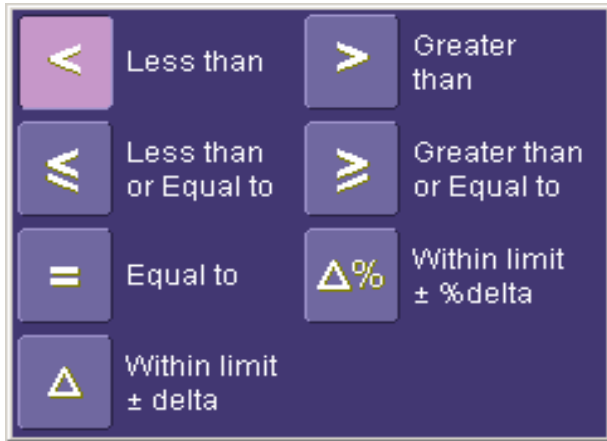 < Less than
> Greater
than
≤ Less than
or Equal to
≥ Greater than
or Equal to
= Equal to
Δ% Within limit
± %delta
Δ Within limit
± delta